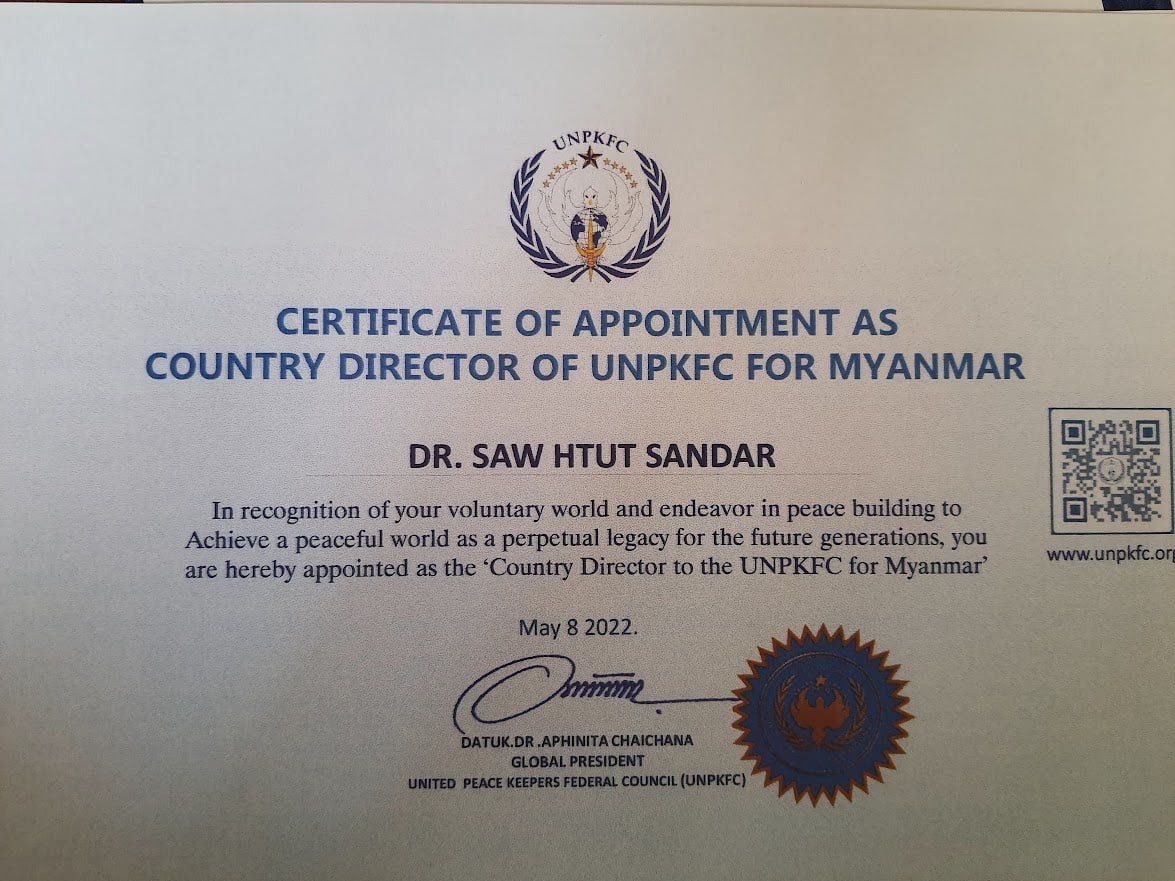 UNPKFC
CERTIFICATE OF APPOINTMENT AS
COUNTRY DIRECTOR OF UNPKFC FOR MYANMAR
DR. SAW HTUT SANDAR
In recognition of your voluntary world and endeavor in peace building to
Achieve a peaceful world as a perpetual legacy for the future generations, you
are hereby appointed as the ‘Country Director to the UNPKFC for Myanmar’
www.unpkfc.org
May 8 2022.
DATUK.DR .APHINITA CHAICHANA
GLOBAL PRESIDENT
UNITED PEACE KEEPERS FEDERAL COUNCIL (UNPKFC)